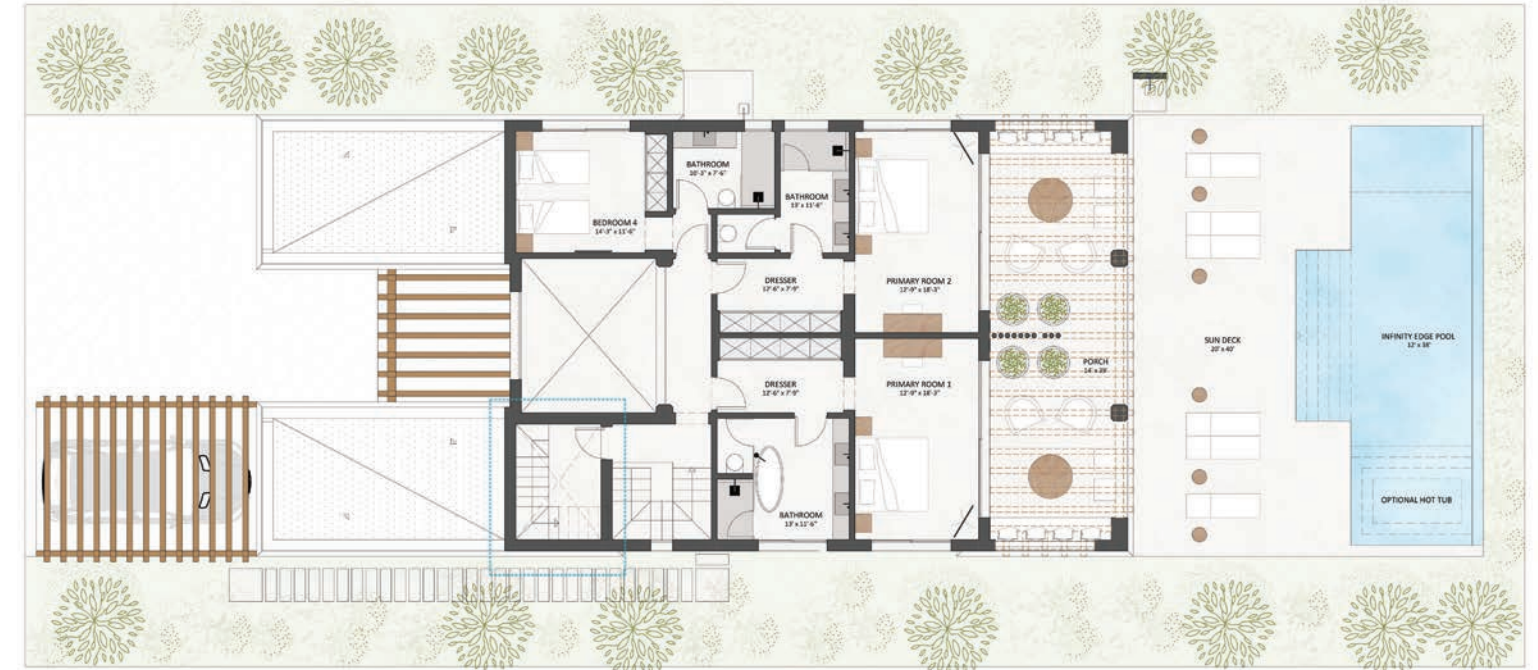 BATHROOM
10'-3" x 7'-6"
BATHROOM
13' x 11'-6"
BEDROOM 4
14'-3" x 11'-6"
DRESSER
12'-6" x 7'-9"
PRIMARY ROOM 2
12'-9" x 18'-3"
SUN DECK
20' x 40'
INFINITY EDGE POOL
12' x 38'
PORCH
14' x 39'
DRESSER
12'-6" x 7'-9"
PRIMARY ROOM 1
12'-9" x 18'-3"
OPTIONAL HOT TUB
BATHROOM
13' x 11'-6"